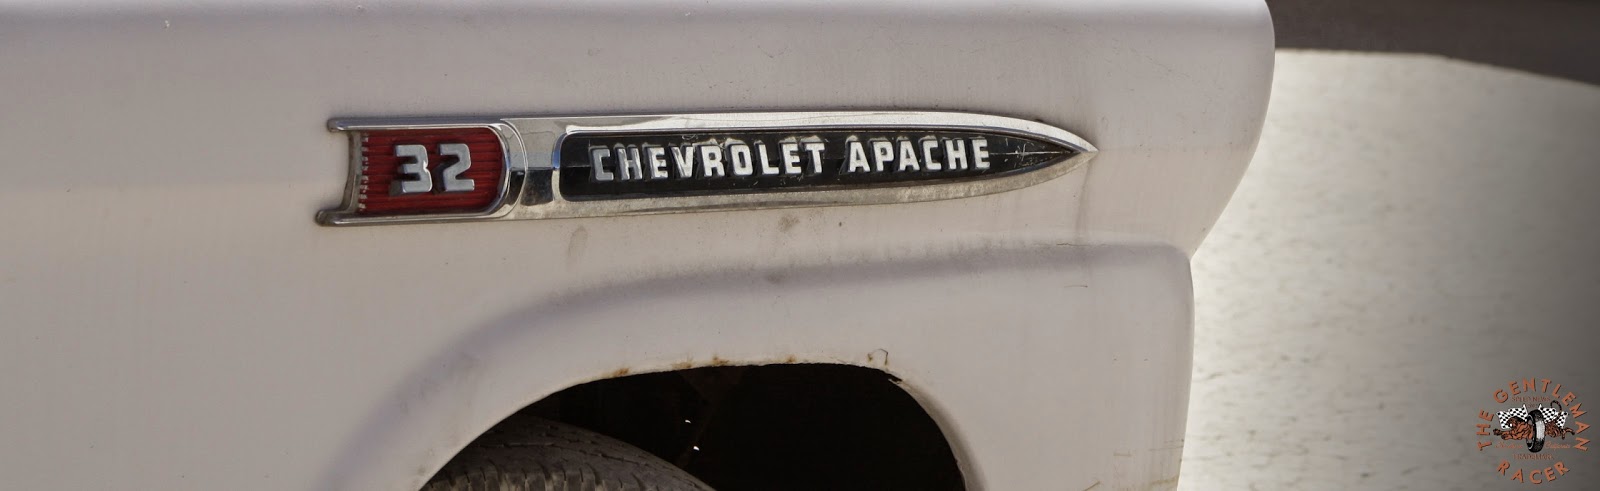 32 CHEVROLET APACHE
THE GENTLEMAN
RACER